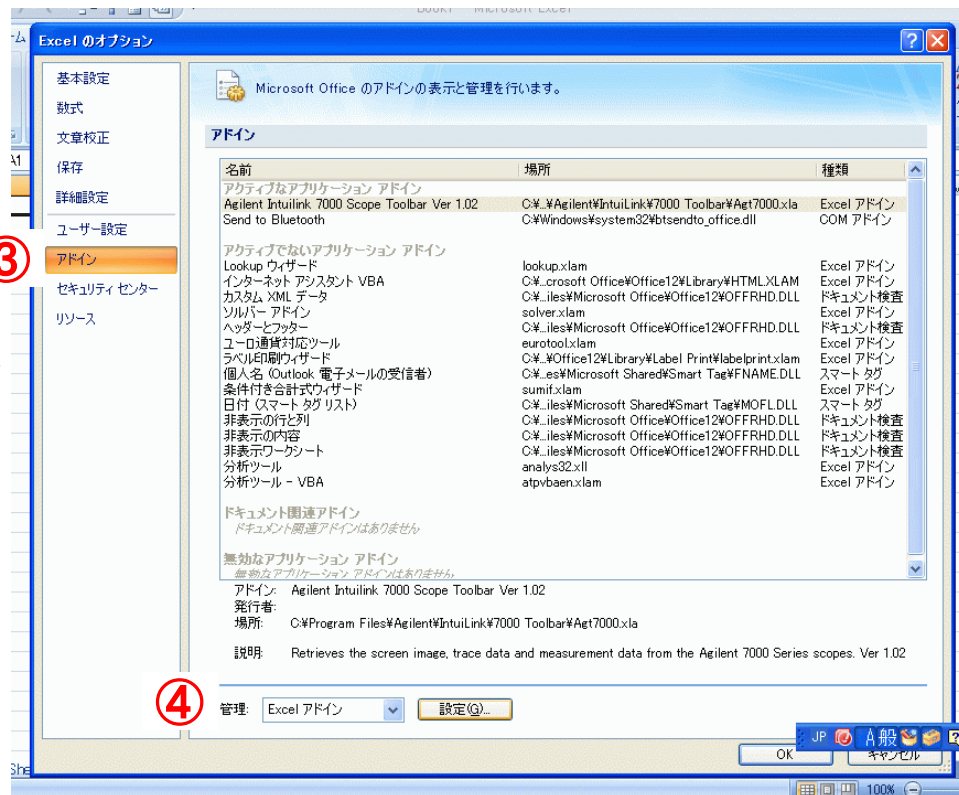 Book1 Microsoft Excel
Excel のオプション
基本設定
数式
文章校正
保存
詳細設定
ユーザー設定
③
アドイン
セキュリティ センター
リソース
A1
Microsoft Office のアドインの表示と管理を行います。
アドイン
名前 場所 種類
アクティブなアプリケーション アドイン
Agilent Intuilink 7000 Scope Toolbar Ver 1.02 C:¥...¥Agilent¥IntuiLink¥7000 Toolbar¥Agt7000.xla Excel アドイン
Send to Bluetooth C:¥Windows¥system32¥btsendto_office.dll COM アドイン
アクティブでないアプリケーション アドイン
Lookup ウィザード lookup.xlam Excel アドイン
インターネット アシスタント VBA C:¥...crosoft Office¥Office12¥Library¥HTML.XLAM Excel アドイン
カスタム XML データ C:¥...iles¥Microsoft Office¥Office12¥OFFRHD.DLL ドキュメント検査
ソルバー アドイン solver.xlam Excel アドイン
ヘッダーとフッター C:¥...iles¥Microsoft Office¥Office12¥OFFRHD.DLL ドキュメント検査
ユーロ通貨対応ツール eurotool.xlam Excel アドイン
ラベル印刷ウィザード C:¥...¥Office12¥Library¥Label Print¥labelprint.xlam Excel アドイン
個人名 (Outlook 電子メールの受信者) C:¥...es¥Microsoft Shared¥Smart Tag¥FNAME.DLL スマート タグ
条件付き合計式ウィザード sumif.xlam Excel アドイン
日付 (スマート タグ リスト) C:¥...iles¥Microsoft Shared¥Smart Tag¥MOFL.DLL スマート タグ
非表示の行と列 C:¥...iles¥Microsoft Office¥Office12¥OFFRHD.DLL ドキュメント検査
非表示の内容 C:¥...iles¥Microsoft Office¥Office12¥OFFRHD.DLL ドキュメント検査
非表示ワークシート C:¥...iles¥Microsoft Office¥Office12¥OFFRHD.DLL ドキュメント検査
分析ツール analys32.xll Excel アドイン
分析ツール - VBA atpvbaen.xlam Excel アドイン
ドキュメント関連アドイン
ドキュメント関連アドインはありません
無効なアプリケーション アドイン
無効なアプリケーション アドインはありません
アドイン: Agilent Intuilink 7000 Scope Toolbar Ver 1.02
発行者:
場所: C:¥Program Files¥Agilent¥IntuiLink¥7000 Toolbar¥Agt7000.xla
説明: Retrieves the screen image, trace data and measurement data from the Agilent 7000 Series scopes. Ver 1.02
④
管理: Excel アドイン 設定(G)...
JP A 般
OK キャンセル
She
100%